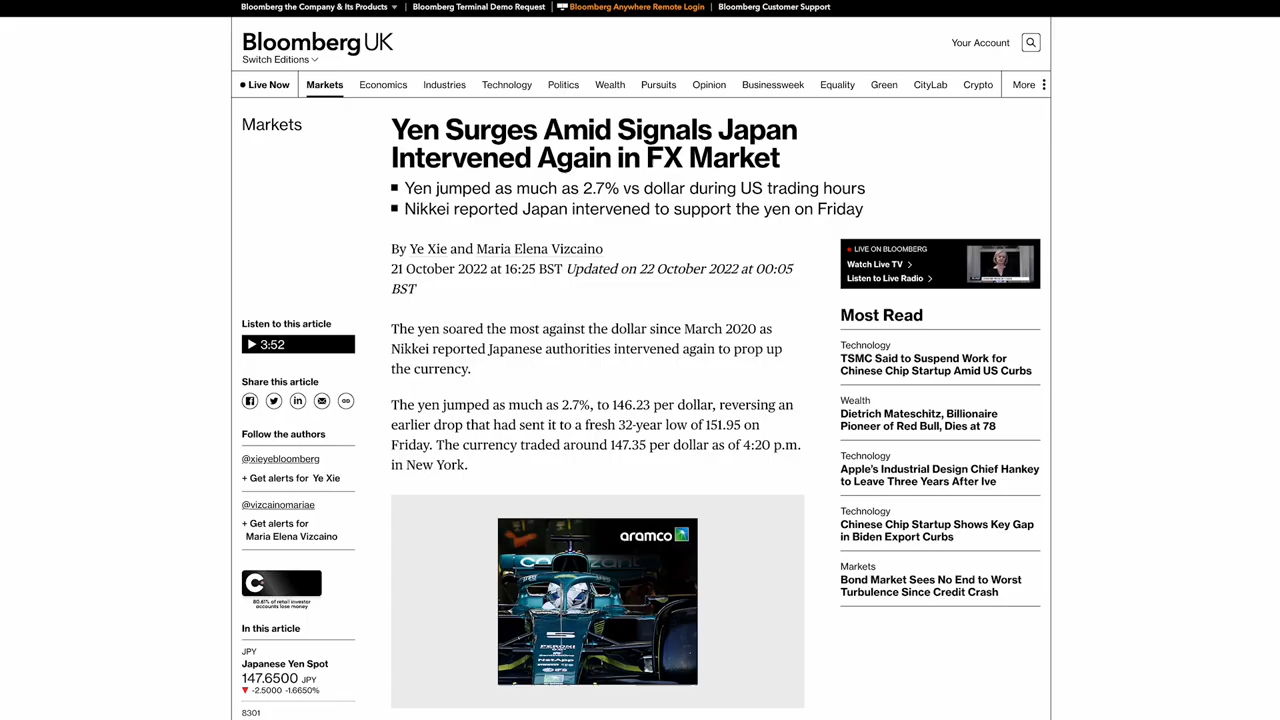 Bloomberg the Company & Its Products
Bloomberg Terminal Demo Request
Bloomberg Anywhere Remote Login
Bloomberg Customer Support
Bloomberg UK
Switch Editions
Your Account
Live Now
Markets
Economics
Industries
Technology
Politics
Wealth
Pursuits
Opinion
Businessweek
Equality
Green
CityLab
Crypto
More
Markets
Yen Surges Amid Signals Japan
Intervened Again in FX Market
Yen jumped as much as 2.7% vs dollar during US trading hours
Nikkei reported Japan intervened to support the yen on Friday
By Ye Xie and Maria Elena Vizcaino
21 October 2022 at 16:25 BST Updated on 22 October 2022 at 00:05
BST
The yen soared the most against the dollar since March 2020 as
Nikkei reported Japanese authorities intervened again to prop up
the currency.
The yen jumped as much as 2.7%, to 146.23 per dollar, reversing an
earlier drop that had sent it to a fresh 32-year low of 151.95 on
Friday. The currency traded around 147.35 per dollar as of 4:20 p.m.
in New York.
Listen to this article
3:52
Share this article
Follow the authors
@xieyebloomberg
+ Get alerts for Ye Xie
@vizcainomariae
+ Get alerts for
Maria Elena Vizcaino
80.61% of retail investor
accounts lose money
In this article
JPY
Japanese Yen Spot
147.6500 JPY
-2.5000 -1.6650%
8301
aramco
5
PERONI
NetApp
LIVE ON BLOOMBERG
Watch Live TV
Listen to Live Radio
Most Read
Technology
TSMC Said to Suspend Work for
Chinese Chip Startup Amid US Curbs
Wealth
Dietrich Mateschitz, Billionaire
Pioneer of Red Bull, Dies at 78
Technology
Apple's Industrial Design Chief Hankey
to Leave Three Years After Ive
Technology
Chinese Chip Startup Shows Key Gap
in Biden Export Curbs
Markets
Bond Market Sees No End to Worst
Turbulence Since Credit Crash